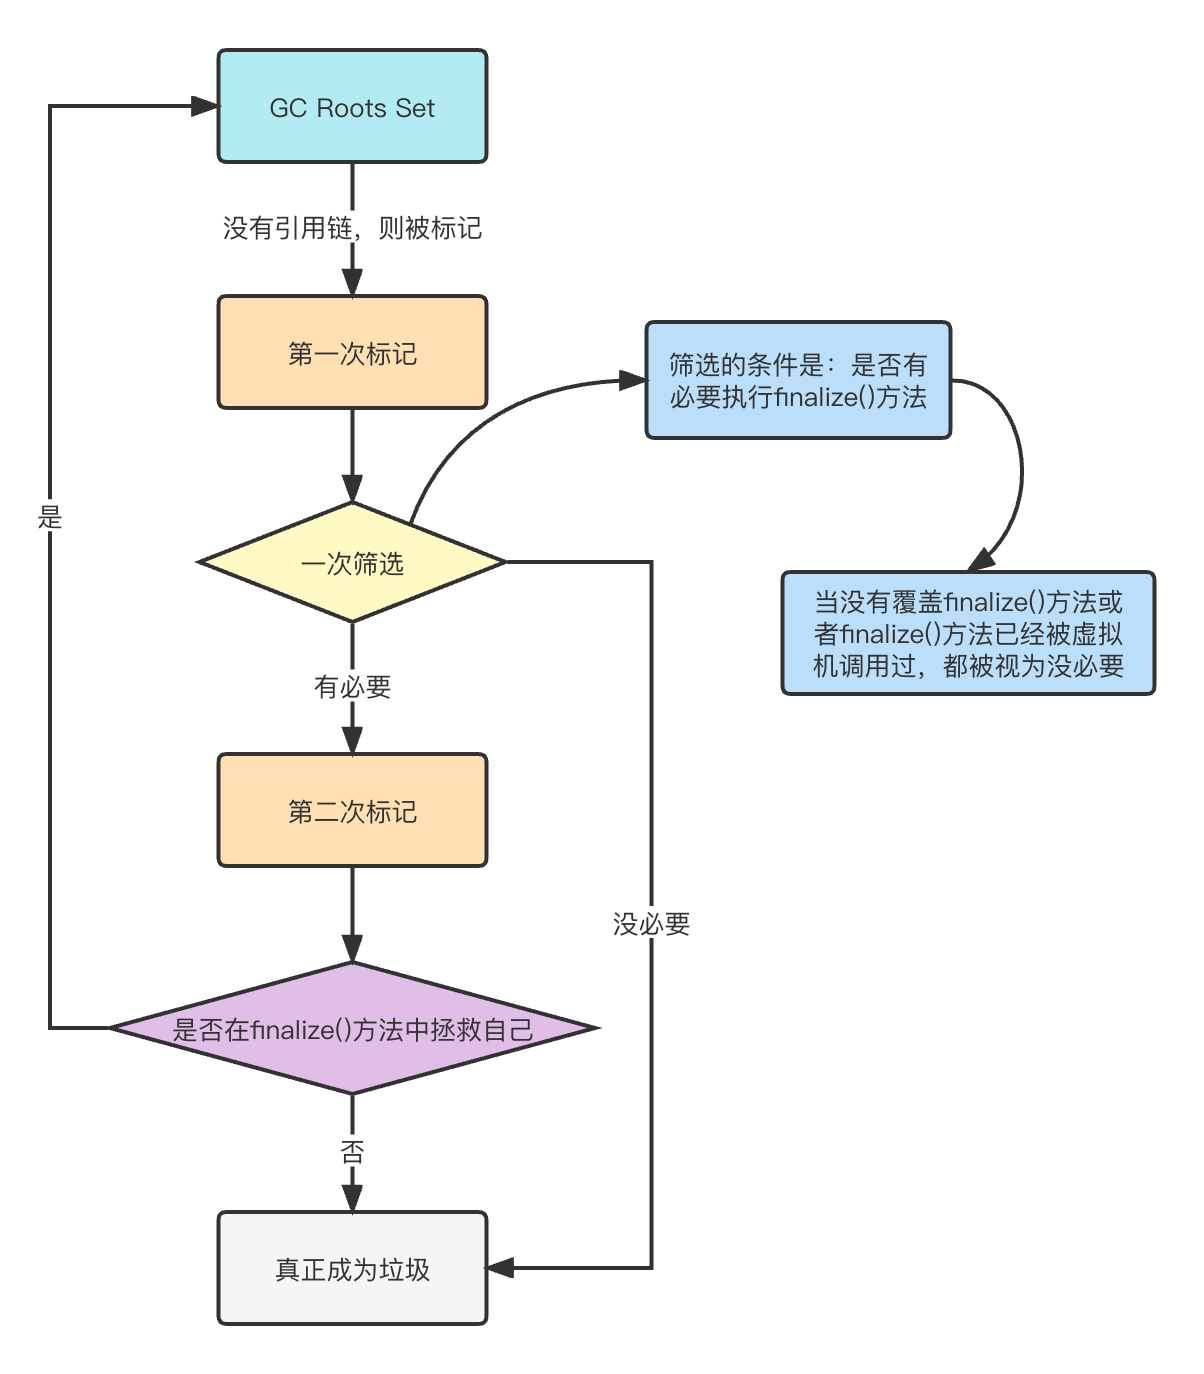 GC Roots Set
没有引用链，则被标记
第一次标记
筛选的条件是：是否有
必要执行finalize()方法
是
一次筛选
当没有覆盖finalize()方法或
者finalize()方法已经被虚拟
机调用过，都被视为没必要
有必要
第二次标记
没必要
是否在finalize()方法中拯救自己
否
真正成为垃圾